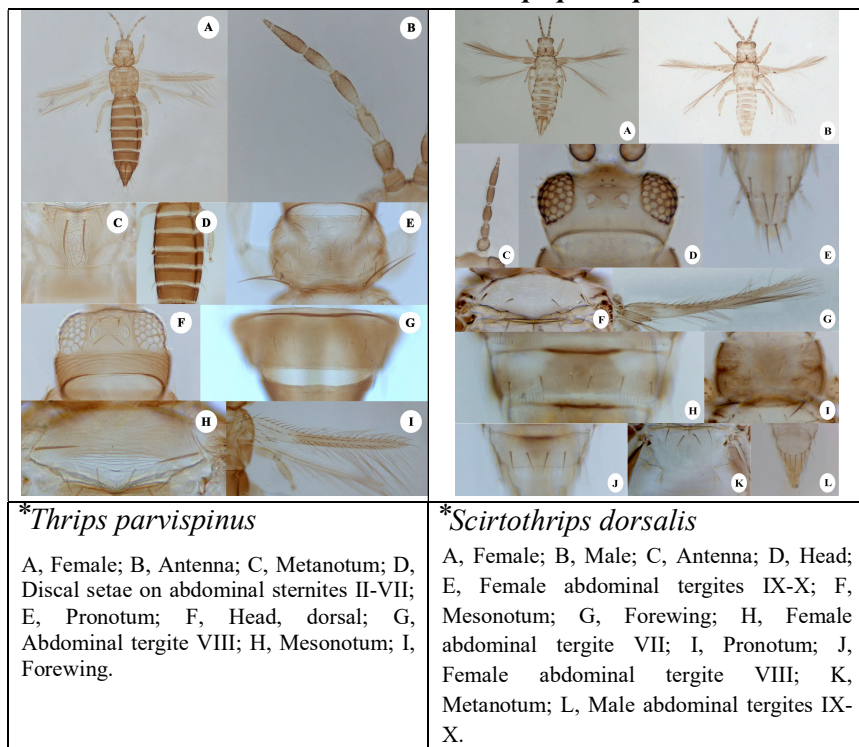 A
B
C
D
E
F
G
H
I
A
B
C
D
E
F
G
H
I
J
K
L
*Thrips parvispinus
A, Female; B, Antenna; C, Metanotum; D,
Discal setae on abdominal sternites II-VII;
E, Pronotum; F, Head, dorsal; G,
Abdominal tergite VIII; H, Mesonotum; I,
Forewing.
*Scirtothrips dorsalis
A, Female; B, Male; C, Antenna; D, Head;
E, Female abdominal tergites IX-X; F,
Mesonotum; G, Forewing; H, Female
abdominal tergite VII; I, Pronotum; J,
Female abdominal tergite VIII; K,
Metanotum; L, Male abdominal tergites IX-
X.